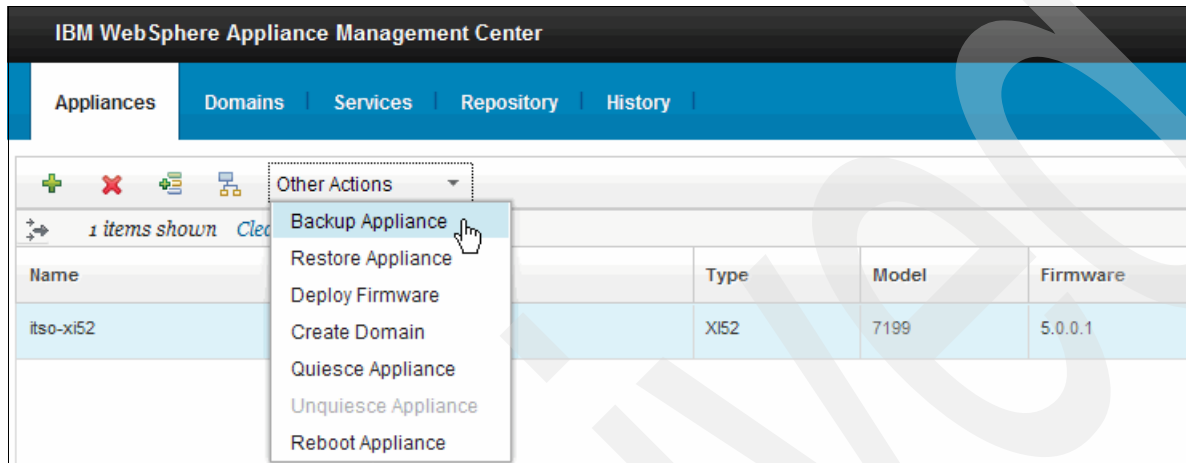 IBM WebSphere Appliance Management Center
Appliances Domains Services Repository History
Other Actions
Backup Appliance
Restore Appliance
Deploy Firmware
Create Domain
Quiesce Appliance
Unquiesce Appliance
Reboot Appliance
1 items shown
Name Type Model Firmware
itso-xi52 XI52 7199 5.0.0.1